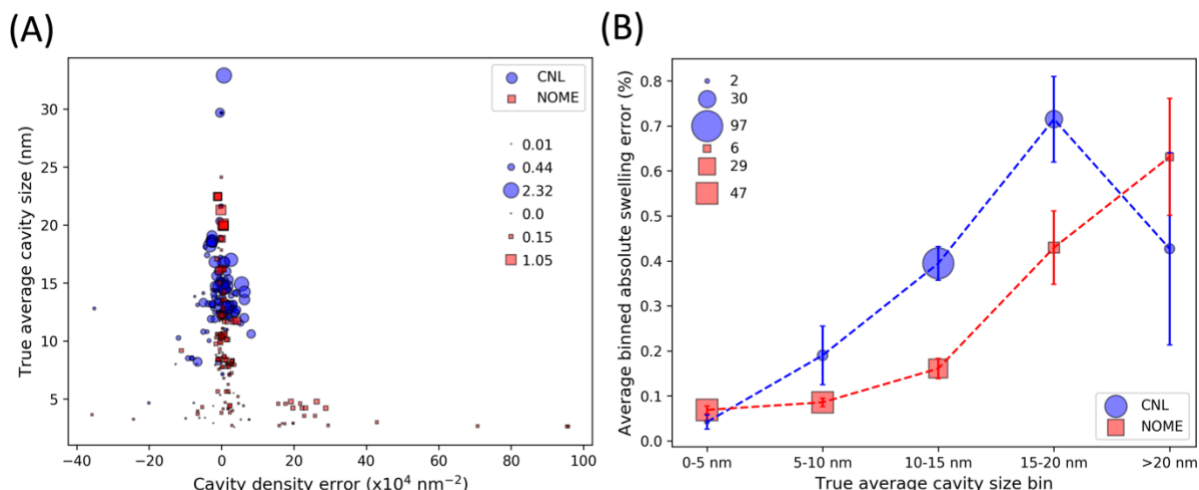 (A)
True average cavity size (nm)
30
25
20
15
10
5
−40
−20
0
20
40
60
80
100
Cavity density error (x10⁴ nm⁻²)
CNL
NOME
0.01
0.44
2.32
0.0
0.15
1.05
(B)
Average binned absolute swelling error (%)
0.8
0.7
0.6
0.5
0.4
0.3
0.2
0.1
0.0
0-5 nm
5-10 nm
10-15 nm
15-20 nm
>20 nm
True average cavity size bin
2
30
97
6
29
47
CNL
NOME